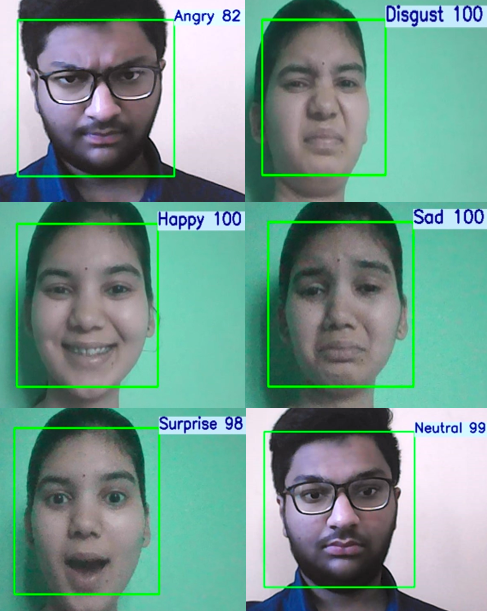 Angry 82
Disgust 100
Happy 100
Sad 100
Surprise 98
Neutral 99